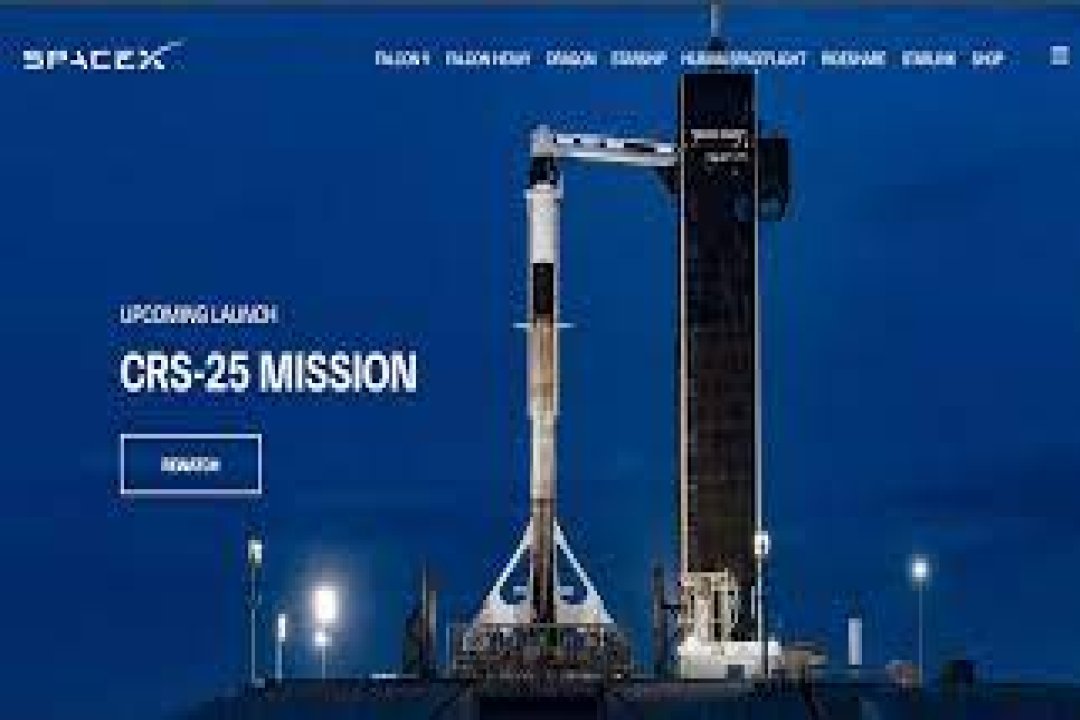 SPACEX
FALCON 9 FALCON HEAVY DRAGON STARSHIP HUMAN SPACEFLIGHT RIDESHARE STARLINK SHOP
UPCOMING LAUNCH
CRS-25 MISSION
REWATCH